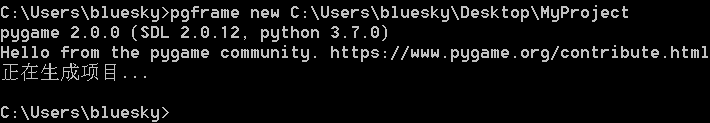 C:\Users\bluesky>pgframe new C:\Users\bluesky\Desktop\MyProject
pygame 2.0.0 (SDL 2.0.12, python 3.7.0)
Hello from the pygame community. https://www.pygame.org/contribute.html
正在生成项目...
C:\Users\bluesky>